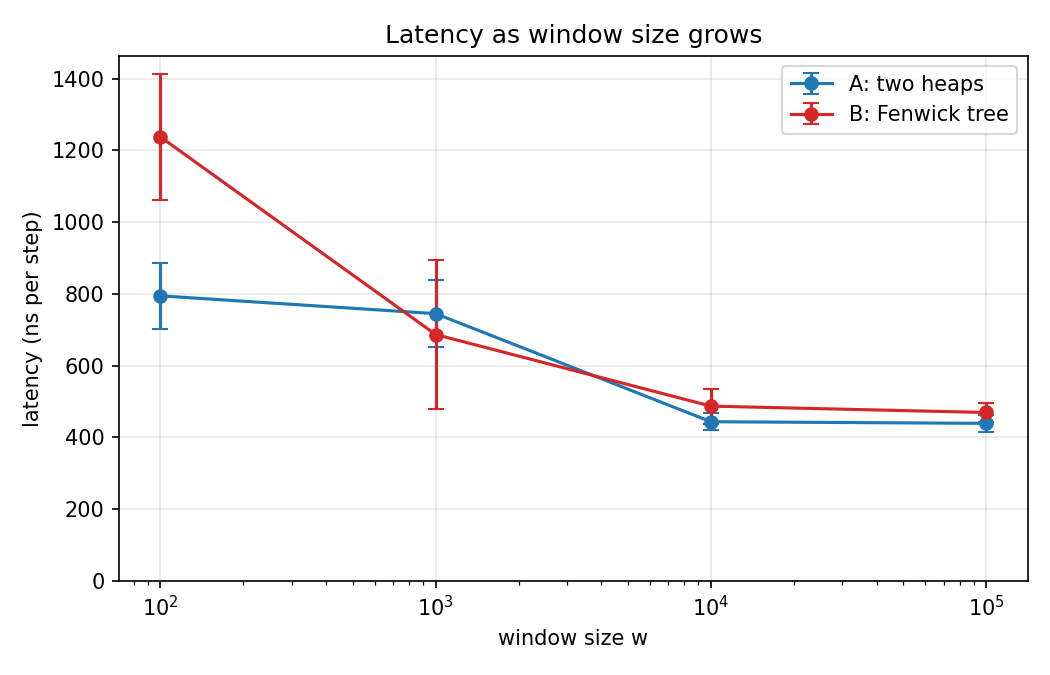 Latency as window size grows
A: two heaps
B: Fenwick tree
latency (ns per step)
1400
1200
1000
800
600
400
200
0
10² 10³ 10⁴ 10⁵
window size w